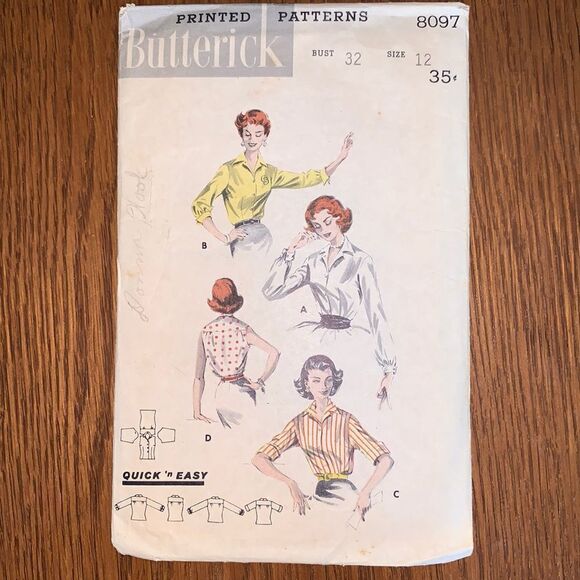 PRINTED PATTERNS 8097
Butterick
BUST 32 SIZE 12
35¢
B
A
D
C
QUICK 'n EASY